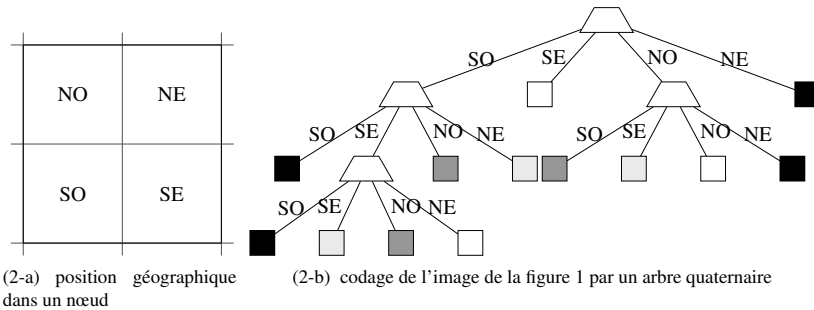 NO NE
SO SE
SO SE NO NE
SO SE NO NE SO SE NO NE
SO SE NO NE
(2-a) position géographique
dans un nœud
(2-b) codage de l'image de la figure 1 par un arbre quaternaire